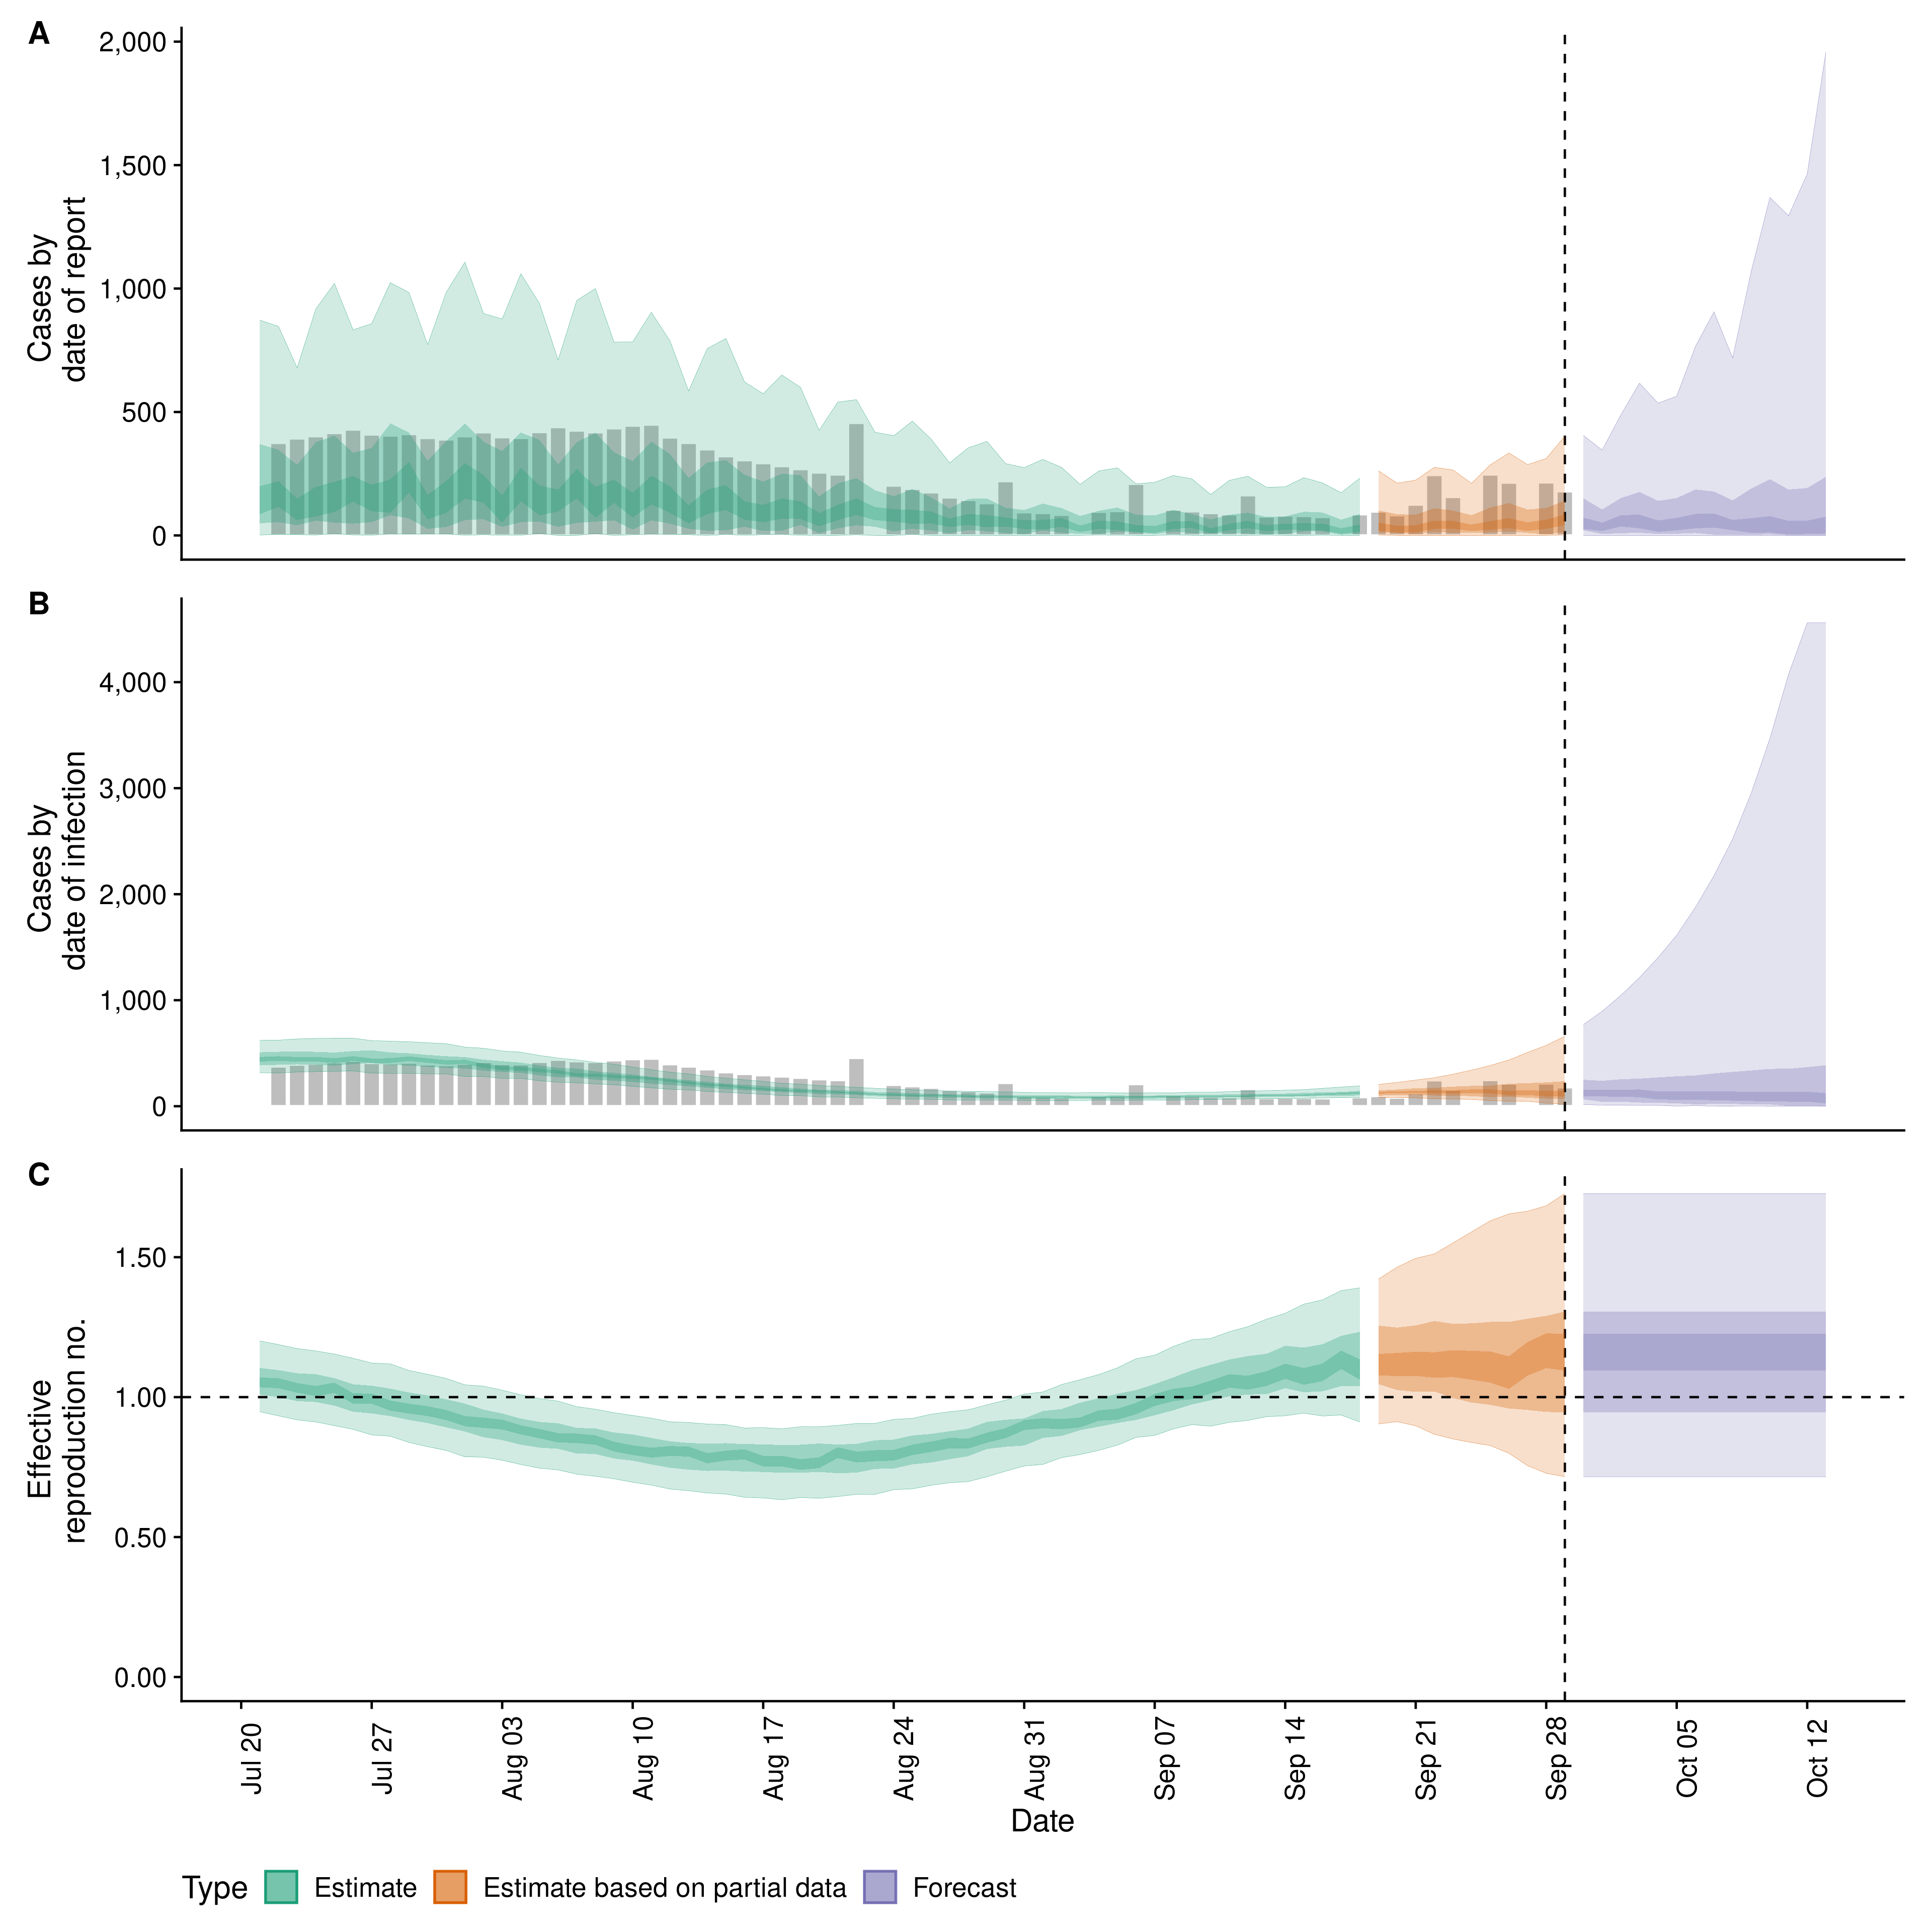 A
2,000
1,500
1,000
500
0
Cases by
date of report
B
4,000
3,000
2,000
1,000
0
Cases by
date of infection
C
1.50
1.00
0.50
0.00
Effective
reproduction no.
Jul 20
Jul 27
Aug 03
Aug 10
Aug 17
Aug 24
Aug 31
Sep 07
Sep 14
Sep 21
Sep 28
Oct 05
Oct 12
Date
Type
Estimate
Estimate based on partial data
Forecast